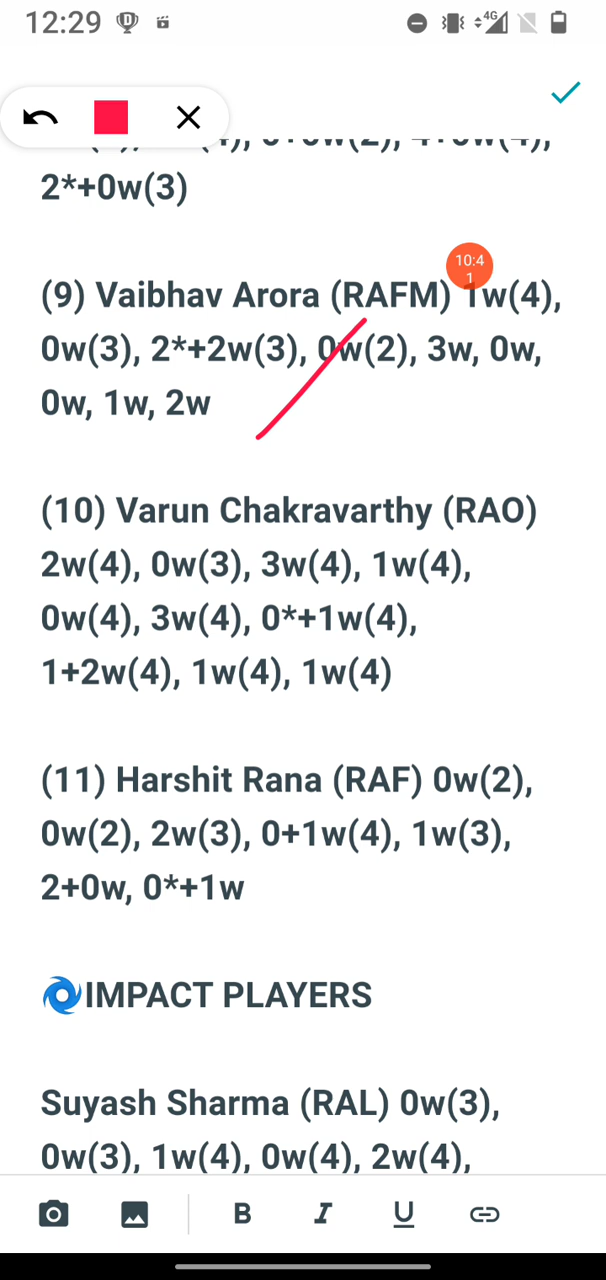 12:29
4G
2*+0w(3)
10:4
1
(9) Vaibhav Arora (RAFM) 1w(4),
0w(3), 2*+2w(3), 0w(2), 3w, 0w,
0w, 1w, 2w
(10) Varun Chakravarthy (RAO)
2w(4), 0w(3), 3w(4), 1w(4),
0w(4), 3w(4), 0*+1w(4),
1+2w(4), 1w(4), 1w(4)
(11) Harshit Rana (RAF) 0w(2),
0w(2), 2w(3), 0+1w(4), 1w(3),
2+0w, 0*+1w
🌀IMPACT PLAYERS
Suyash Sharma (RAL) 0w(3),
0w(3), 1w(4), 0w(4), 2w(4),
B I U